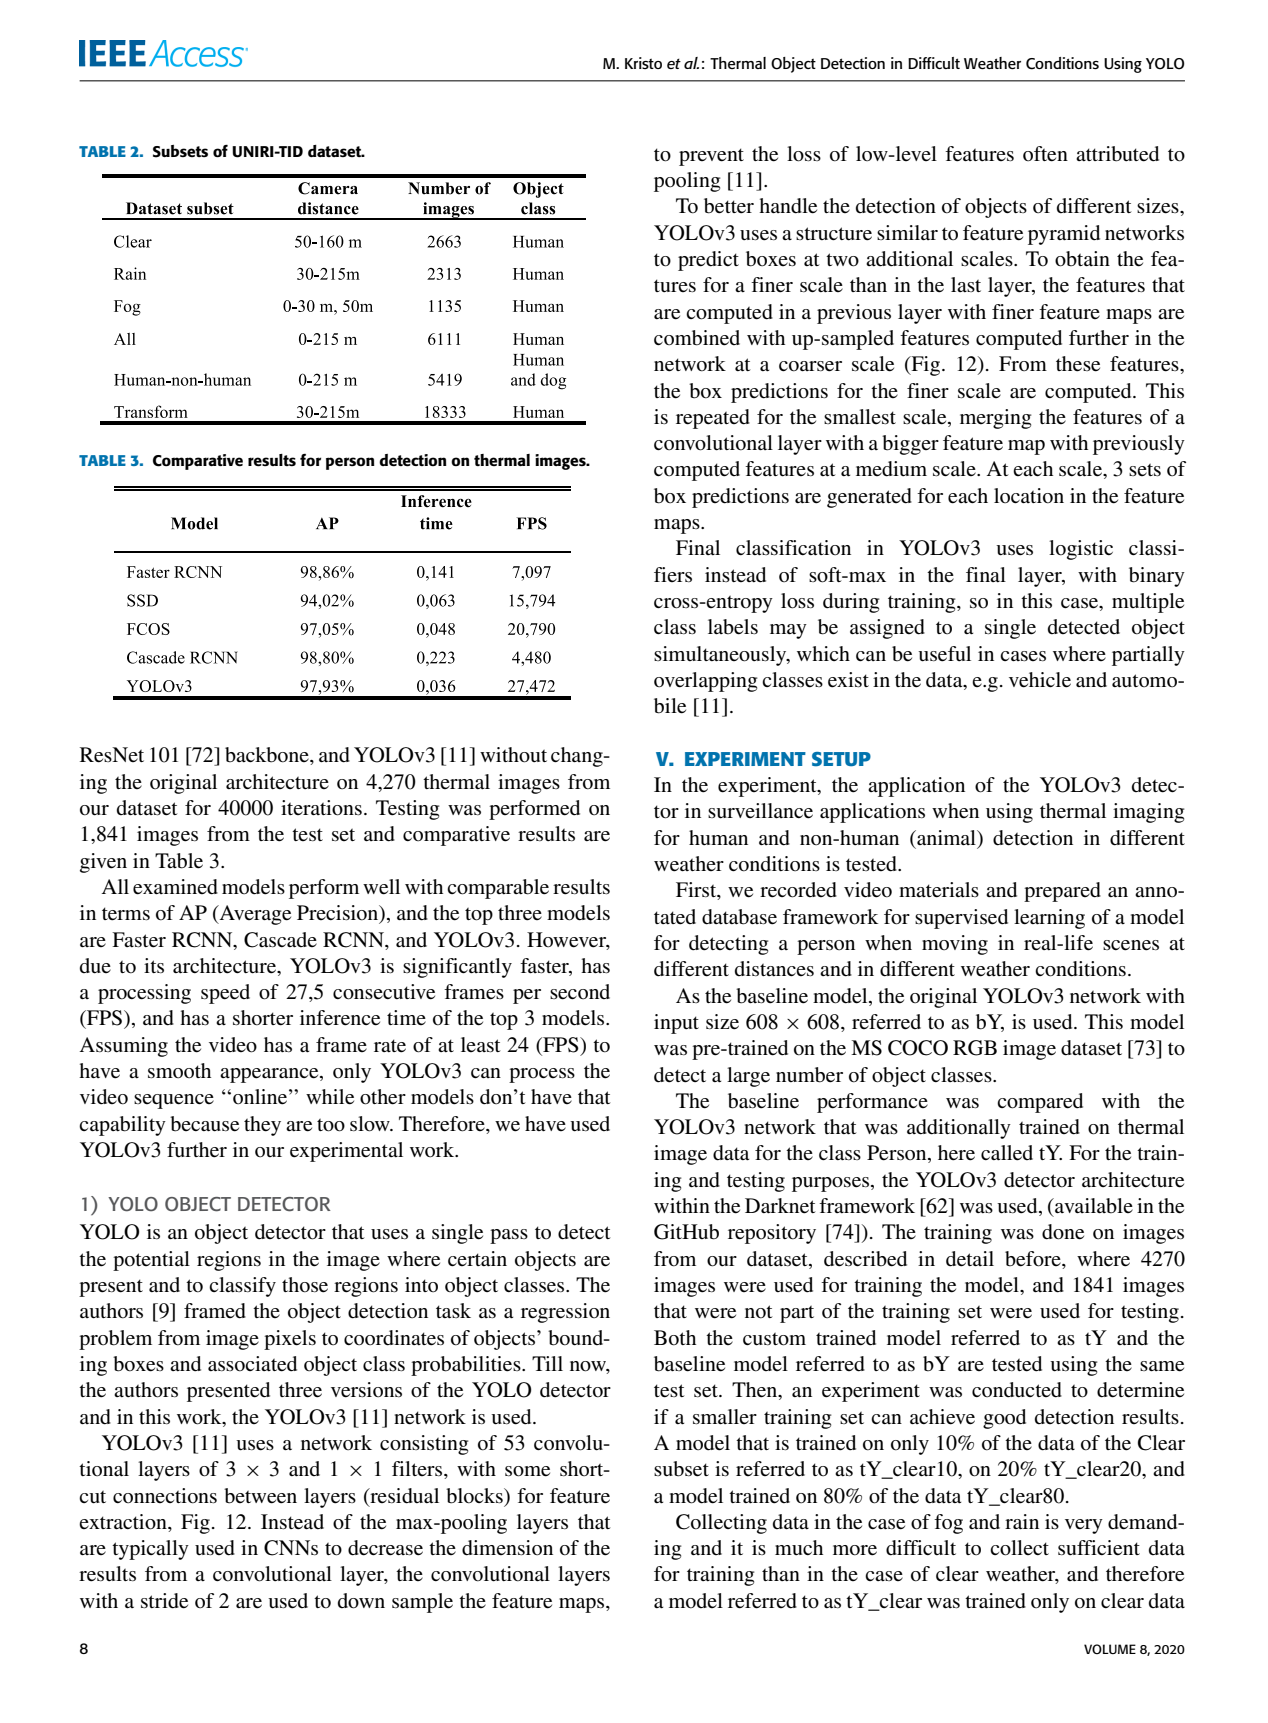 IEEE Access
M. Kristo et al.: Thermal Object Detection in Difficult Weather Conditions Using YOLO
TABLE 2. Subsets of UNIRI-TID dataset.
Dataset subset Camera distance Number of images Object class
Clear 50-160 m 2663 Human
Rain 30-215m 2313 Human
Fog 0-30 m, 50m 1135 Human
All 0-215 m 6111 Human
Human-non-human 0-215 m 5419 Human and dog
Transform 30-215m 18333 Human
TABLE 3. Comparative results for person detection on thermal images.
Model AP Inference time FPS
Faster RCNN 98,86% 0,141 7,097
SSD 94,02% 0,063 15,794
FCOS 97,05% 0,048 20,790
Cascade RCNN 98,80% 0,223 4,480
YOLOv3 97,93% 0,036 27,472
ResNet 101 [72] backbone, and YOLOv3 [11] without chang-
ing the original architecture on 4,270 thermal images from
our dataset for 40000 iterations. Testing was performed on
1,841 images from the test set and comparative results are
given in Table 3.
All examined models perform well with comparable results
in terms of AP (Average Precision), and the top three models
are Faster RCNN, Cascade RCNN, and YOLOv3. However,
due to its architecture, YOLOv3 is significantly faster, has
a processing speed of 27,5 consecutive frames per second
(FPS), and has a shorter inference time of the top 3 models.
Assuming the video has a frame rate of at least 24 (FPS) to
have a smooth appearance, only YOLOv3 can process the
video sequence ‘‘online’’ while other models don’t have that
capability because they are too slow. Therefore, we have used
YOLOv3 further in our experimental work.
1) YOLO OBJECT DETECTOR
YOLO is an object detector that uses a single pass to detect
the potential regions in the image where certain objects are
present and to classify those regions into object classes. The
authors [9] framed the object detection task as a regression
problem from image pixels to coordinates of objects’ bound-
ing boxes and associated object class probabilities. Till now,
the authors presented three versions of the YOLO detector
and in this work, the YOLOv3 [11] network is used.
YOLOv3 [11] uses a network consisting of 53 convolu-
tional layers of 3 × 3 and 1 × 1 filters, with some short-
cut connections between layers (residual blocks) for feature
extraction, Fig. 12. Instead of the max-pooling layers that
are typically used in CNNs to decrease the dimension of the
results from a convolutional layer, the convolutional layers
with a stride of 2 are used to down sample the feature maps,
to prevent the loss of low-level features often attributed to
pooling [11].
To better handle the detection of objects of different sizes,
YOLOv3 uses a structure similar to feature pyramid networks
to predict boxes at two additional scales. To obtain the fea-
tures for a finer scale than in the last layer, the features that
are computed in a previous layer with finer feature maps are
combined with up-sampled features computed further in the
network at a coarser scale (Fig. 12). From these features,
the box predictions for the finer scale are computed. This
is repeated for the smallest scale, merging the features of a
convolutional layer with a bigger feature map with previously
computed features at a medium scale. At each scale, 3 sets of
box predictions are generated for each location in the feature
maps.
Final classification in YOLOv3 uses logistic classi-
fiers instead of soft-max in the final layer, with binary
cross-entropy loss during training, so in this case, multiple
class labels may be assigned to a single detected object
simultaneously, which can be useful in cases where partially
overlapping classes exist in the data, e.g. vehicle and automo-
bile [11].
V. EXPERIMENT SETUP
In the experiment, the application of the YOLOv3 detec-
tor in surveillance applications when using thermal imaging
for human and non-human (animal) detection in different
weather conditions is tested.
First, we recorded video materials and prepared an anno-
tated database framework for supervised learning of a model
for detecting a person when moving in real-life scenes at
different distances and in different weather conditions.
As the baseline model, the original YOLOv3 network with
input size 608 × 608, referred to as bY, is used. This model
was pre-trained on the MS COCO RGB image dataset [73] to
detect a large number of object classes.
The baseline performance was compared with the
YOLOv3 network that was additionally trained on thermal
image data for the class Person, here called tY. For the train-
ing and testing purposes, the YOLOv3 detector architecture
within the Darknet framework [62] was used, (available in the
GitHub repository [74]). The training was done on images
from our dataset, described in detail before, where 4270
images were used for training the model, and 1841 images
that were not part of the training set were used for testing.
Both the custom trained model referred to as tY and the
baseline model referred to as bY are tested using the same
test set. Then, an experiment was conducted to determine
if a smaller training set can achieve good detection results.
A model that is trained on only 10% of the data of the Clear
subset is referred to as tY_clear10, on 20% tY_clear20, and
a model trained on 80% of the data tY_clear80.
Collecting data in the case of fog and rain is very demand-
ing and it is much more difficult to collect sufficient data
for training than in the case of clear weather, and therefore
a model referred to as tY_clear was trained only on clear data
8
VOLUME 8, 2020